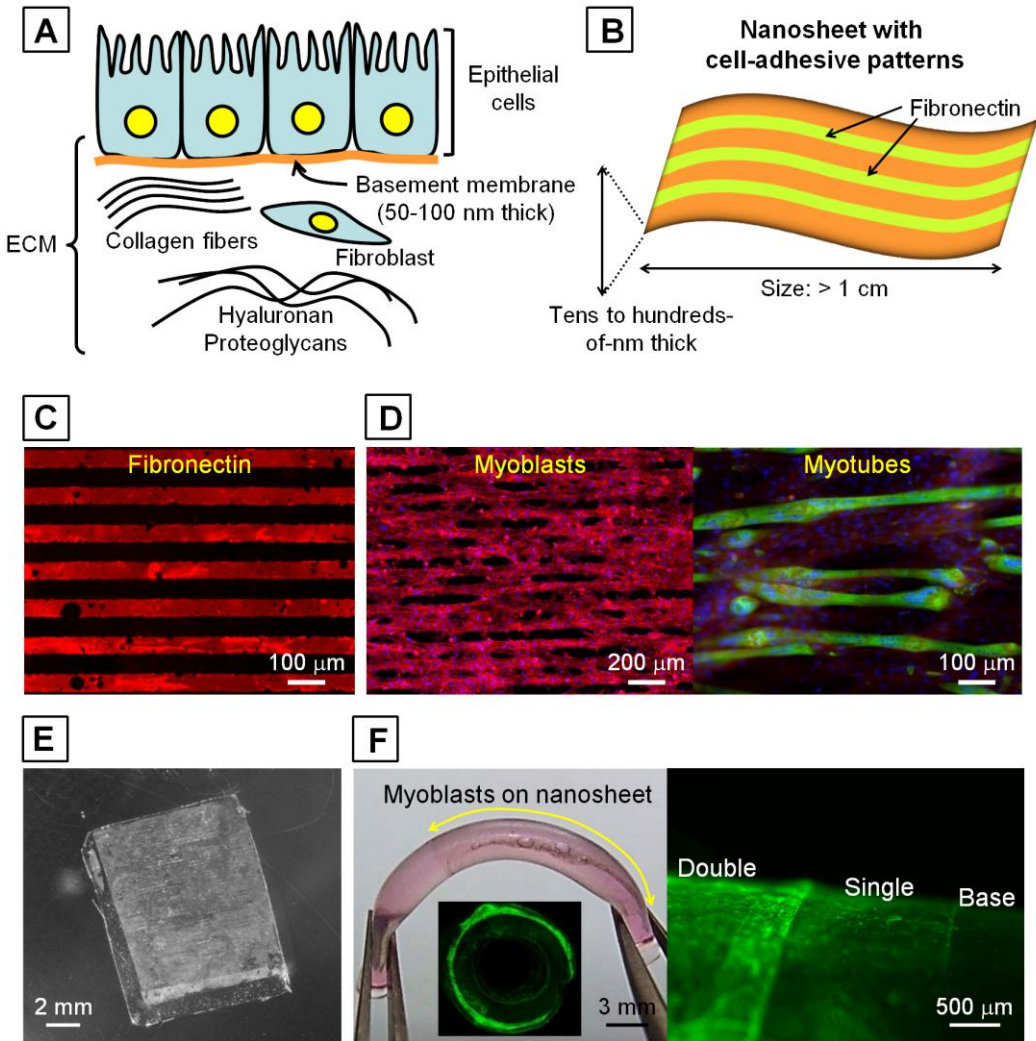 A
Epithelial
cells
ECM
Basement membrane
(50-100 nm thick)
Collagen fibers
Fibroblast
Hyaluronan
Proteoglycans
B
Nanosheet with
cell-adhesive patterns
Fibronectin
Size: > 1 cm
Tens to hundreds-
of-nm thick
C
Fibronectin
100 μm
D
Myoblasts
200 μm
Myotubes
100 μm
E
2 mm
F
Myoblasts on nanosheet
3 mm
Double
Single
Base
500 μm